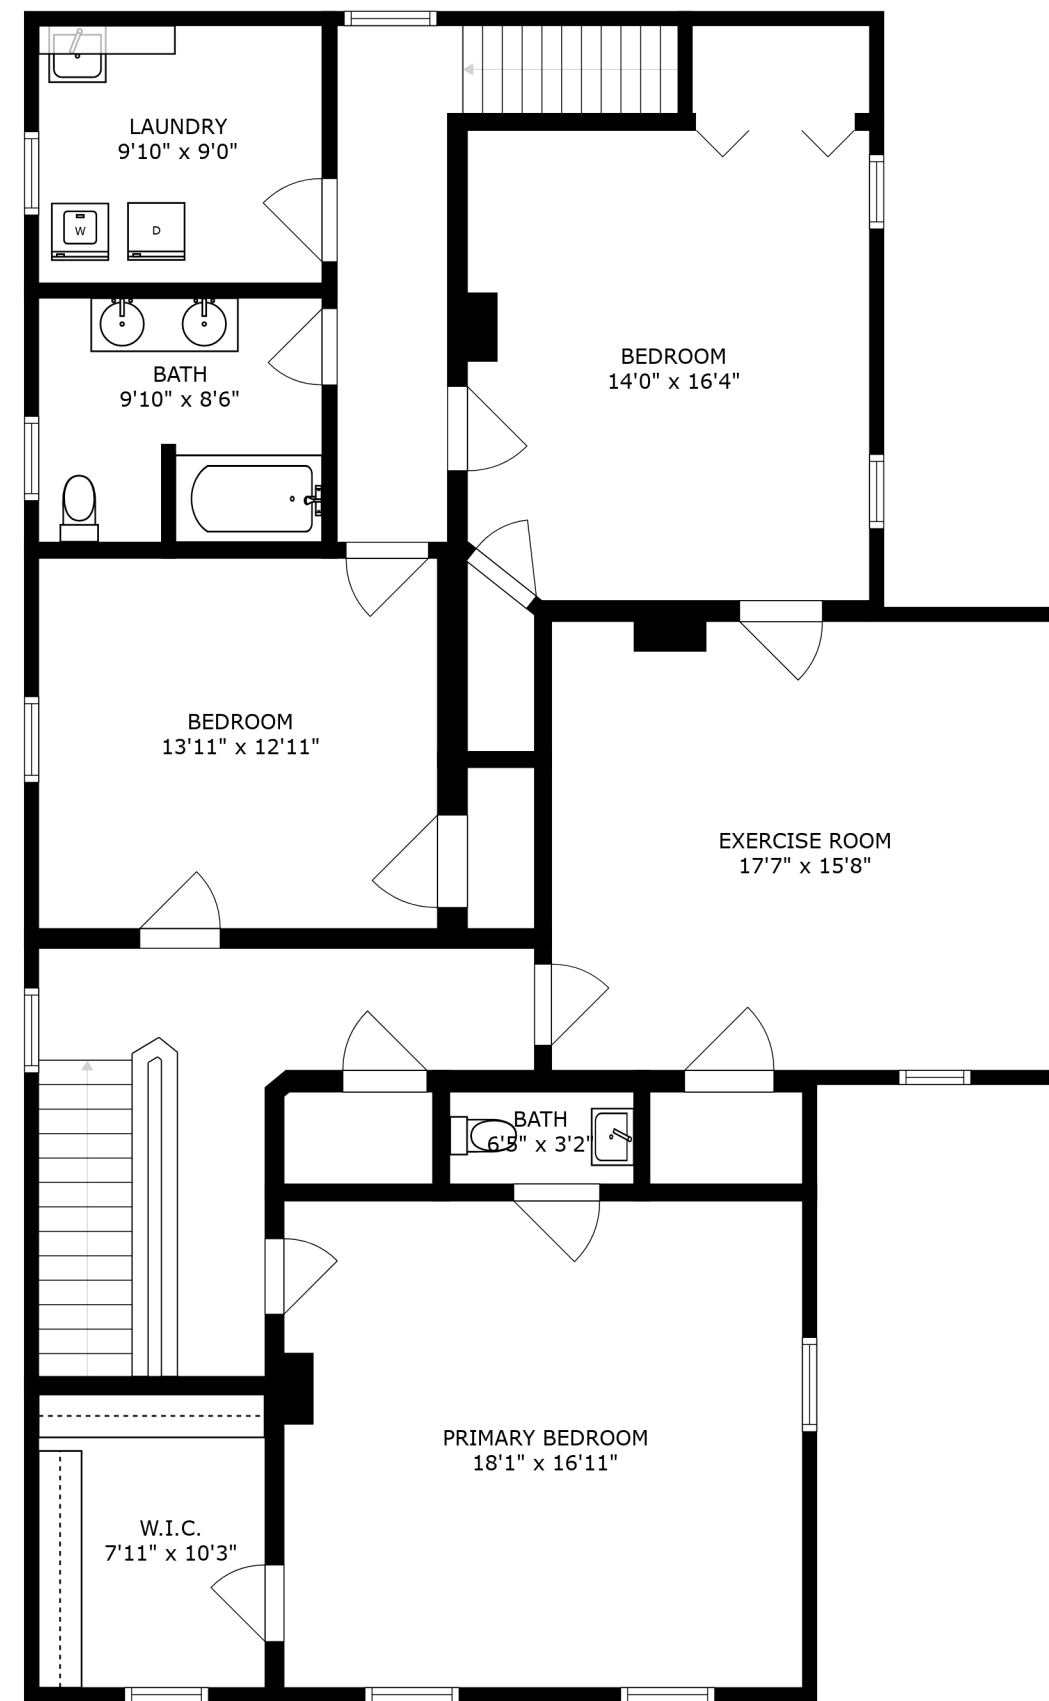 LAUNDRY
9'10" x 9'0"
W
D
BATH
9'10" x 8'6"
BEDROOM
14'0" x 16'4"
BEDROOM
13'11" x 12'11"
EXERCISE ROOM
17'7" x 15'8"
BATH
6'5" x 3'2"
PRIMARY BEDROOM
18'1" x 16'11"
W.I.C.
7'11" x 10'3"